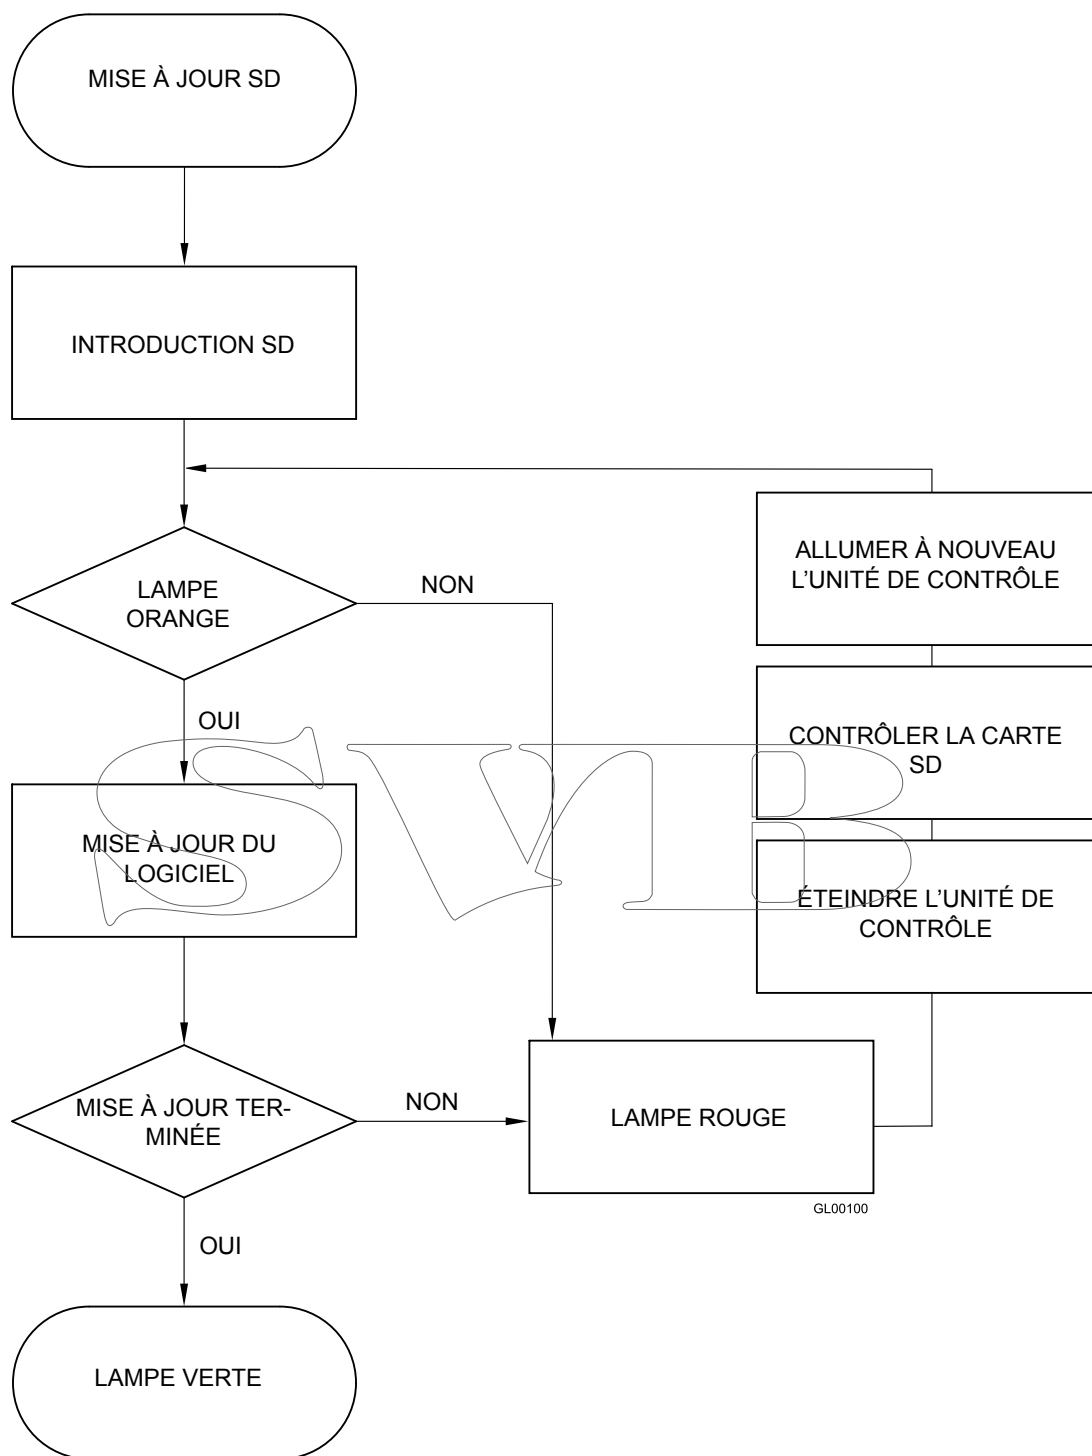 MISE À JOUR SD
INTRODUCTION SD
LAMPE
ORANGE
NON
OUI
MISE À JOUR DU
LOGICIEL
MISE À JOUR TER-
MINÉE
NON
OUI
LAMPE VERTE
LAMPE ROUGE
GL00100
ALLUMER À NOUVEAU
L'UNITÉ DE CONTRÔLE
CONTRÔLER LA CARTE
SD
ÉTEINDRE L'UNITÉ DE
CONTRÔLE
SVB